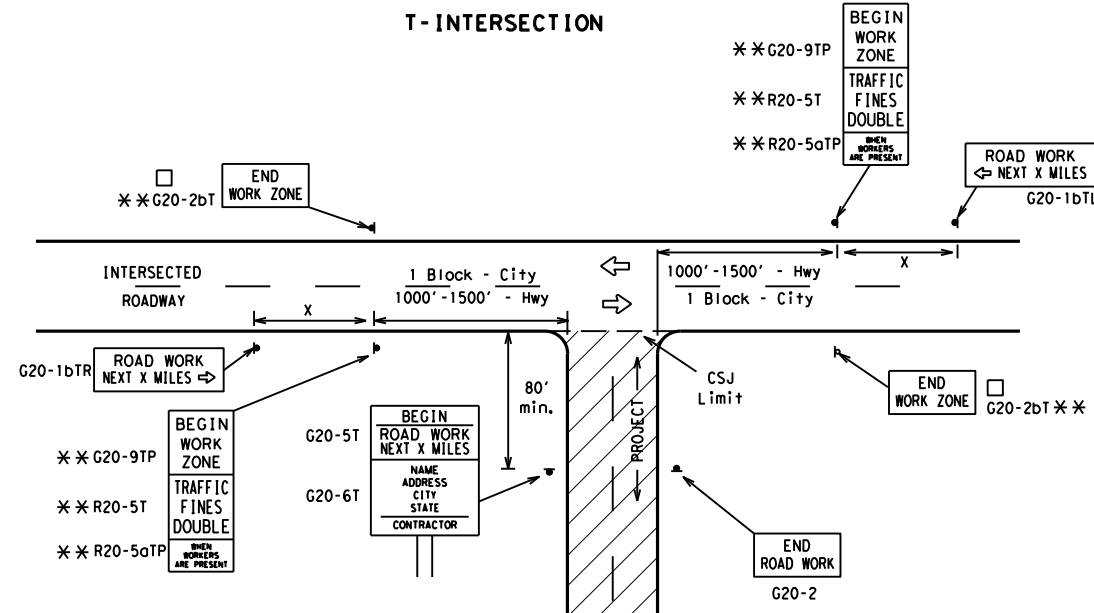 T-INTERSECTION
BEGIN
WORK
ZONE
TRAFFIC
FINES
DOUBLE
WHEN
WORKERS
ARE PRESENT
**G20-9TP
**R20-5T
**R20-5aTP
ROAD WORK
⇦ NEXT X MILES
G20-1bTL
END
WORK ZONE
□
**G20-2bT
INTERSECTED
ROADWAY
1 Block - City
1000'-1500' - Hwy
1000'-1500' - Hwy
1 Block - City
X
X
G20-1bTR
ROAD WORK
NEXT X MILES ⇨
80'
min.
CSJ
Limit
PROJECT
END
WORK ZONE
□
G20-2bT**
BEGIN
WORK
ZONE
TRAFFIC
FINES
DOUBLE
WHEN
WORKERS
ARE PRESENT
**G20-9TP
**R20-5T
**R20-5aTP
G20-5T
G20-6T
BEGIN
ROAD WORK
NEXT X MILES
NAME
ADDRESS
CITY
STATE
CONTRACTOR
END
ROAD WORK
G20-2